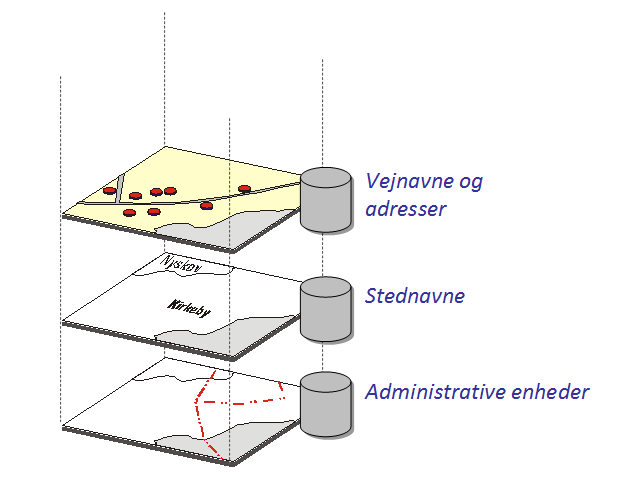 Vejnavne og
adresser
Nyskov
Stednavne
Kirkeby
Administrative enheder